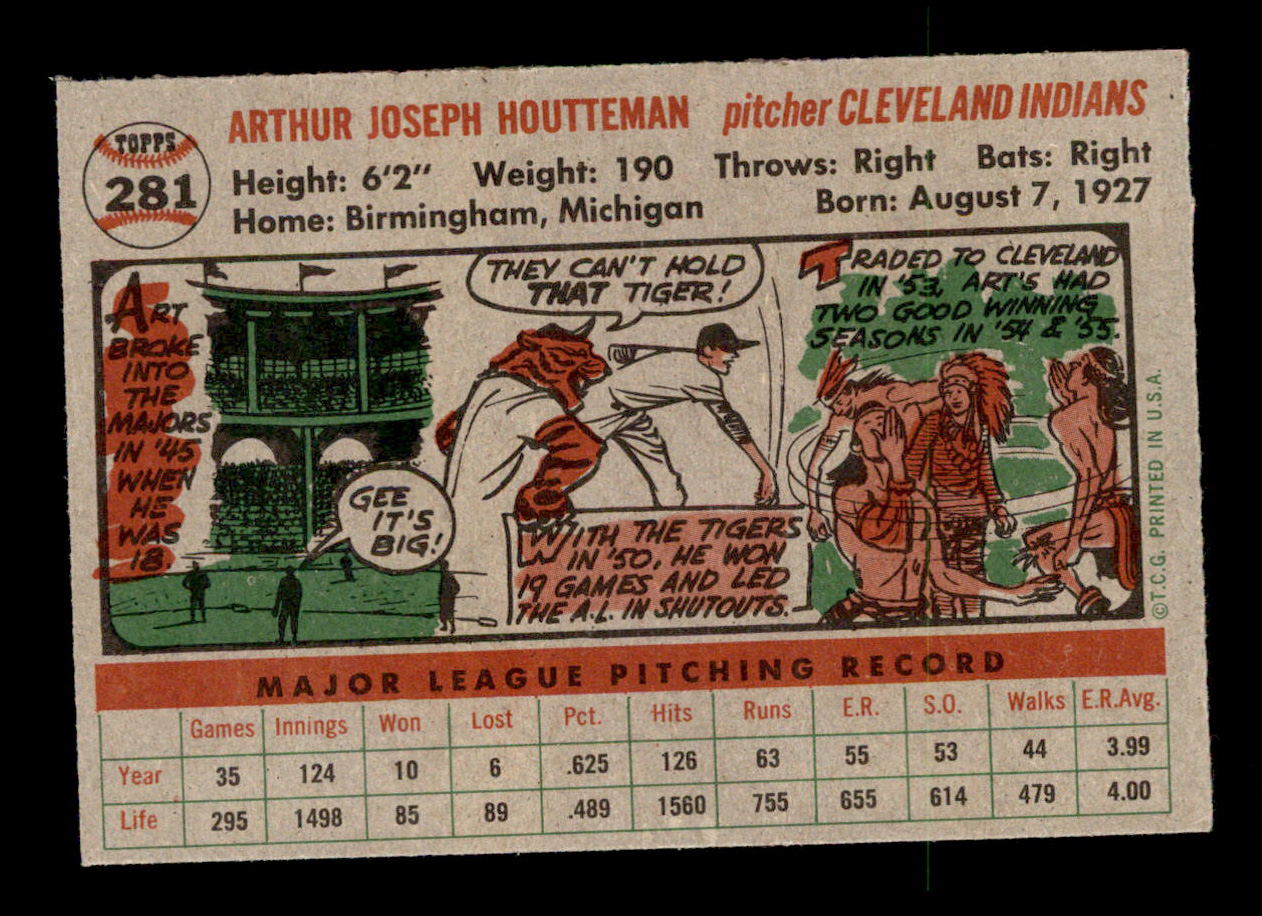 TOPPS
281
ARTHUR JOSEPH HOUTTEMAN pitcher CLEVELAND INDIANS
Height: 6'2" Weight: 190 Throws: Right Bats: Right
Home: Birmingham, Michigan Born: August 7, 1927
ART
BROKE
INTO
THE
MAJORS
IN '45
WHEN
HE
WAS
18
GEE
IT'S
BIG!
THEY CAN'T HOLD
THAT TIGER!
WITH THE TIGERS
IN '50, HE WON
19 GAMES AND LED
THE A.L. IN SHUTOUTS.
TRADED TO CLEVELAND
IN '53, ART'S HAD
TWO GOOD WINNING
SEASONS IN '54 & '55.
©T.C.G. PRINTED IN U.S.A.
MAJOR LEAGUE PITCHING RECORD
Games Innings Won Lost Pct. Hits Runs E.R. S.O. Walks E.R.Avg.
Year 35 124 10 6 .625 126 63 55 53 44 3.99
Life 295 1498 85 89 .489 1560 755 655 614 479 4.00